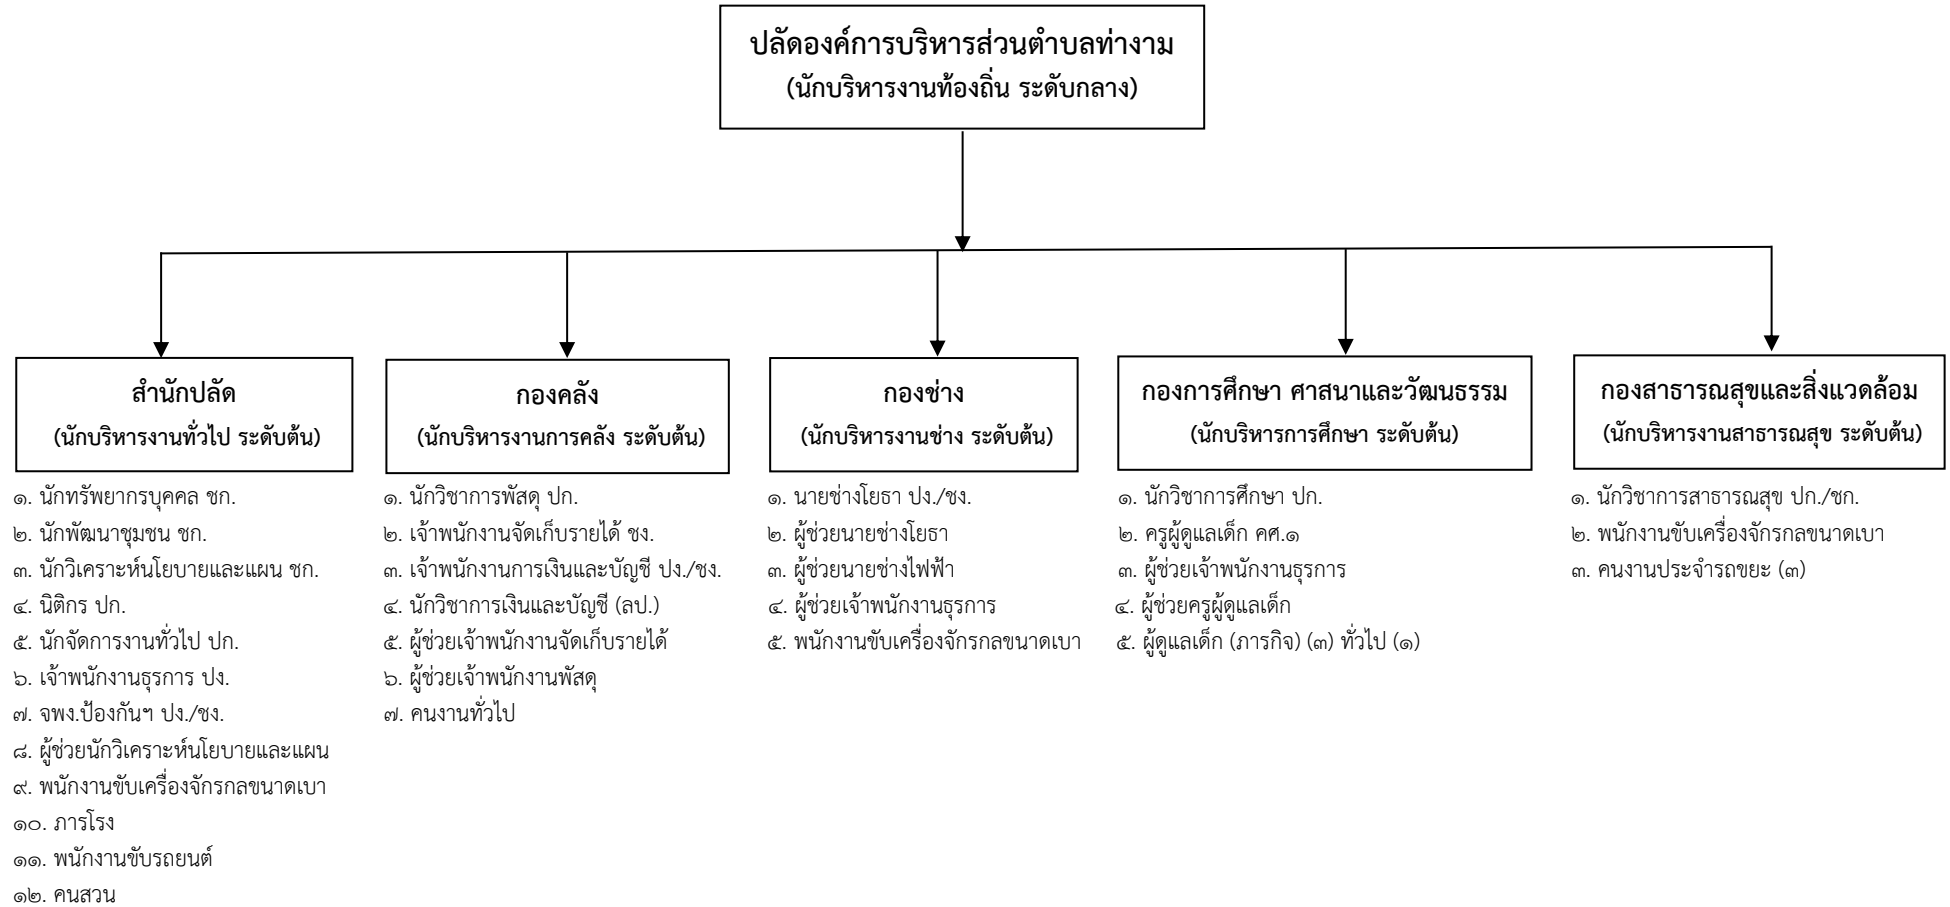 ปลัดองค์การบริหารส่วนตำบลท่างาม
(นักบริหารงานท้องถิ่น ระดับกลาง)
สำนักปลัด
(นักบริหารงานทั่วไป ระดับต้น)
๑. นักทรัพยากรบุคคล ชก.
๒. นักพัฒนาชุมชน ชก.
๓. นักวิเคราะห์นโยบายและแผน ชก.
๔. นิติกร ปก.
๕. นักจัดการงานทั่วไป ปก.
๖. เจ้าพนักงานธุรการ ปง.
๗. จพง.ป้องกันฯ ปง./ชง.
๘. ผู้ช่วยนักวิเคราะห์นโยบายและแผน
๙. พนักงานขับเครื่องจักรกลขนาดเบา
๑๐. ภารโรง
๑๑. พนักงานขับรถยนต์
๑๒. คนสวน
กองคลัง
(นักบริหารงานการคลัง ระดับต้น)
๑. นักวิชาการพัสดุ ปก.
๒. เจ้าพนักงานจัดเก็บรายได้ ชง.
๓. เจ้าพนักงานการเงินและบัญชี ปง./ชง.
๔. นักวิชาการเงินและบัญชี (ลป.)
๕. ผู้ช่วยเจ้าพนักงานจัดเก็บรายได้
๖. ผู้ช่วยเจ้าพนักงานพัสดุ
๗. คนงานทั่วไป
กองช่าง
(นักบริหารงานช่าง ระดับต้น)
๑. นายช่างโยธา ปง./ชง.
๒. ผู้ช่วยนายช่างโยธา
๓. ผู้ช่วยนายช่างไฟฟ้า
๔. ผู้ช่วยเจ้าพนักงานธุรการ
๕. พนักงานขับเครื่องจักรกลขนาดเบา
กองการศึกษา ศาสนาและวัฒนธรรม
(นักบริหารการศึกษา ระดับต้น)
๑. นักวิชาการศึกษา ปก.
๒. ครูผู้ดูแลเด็ก คศ.๑
๓. ผู้ช่วยเจ้าพนักงานธุรการ
๔. ผู้ช่วยครูผู้ดูแลเด็ก
๕. ผู้ดูแลเด็ก (ภารกิจ) (๓) ทั่วไป (๑)
กองสาธารณสุขและสิ่งแวดล้อม
(นักบริหารงานสาธารณสุข ระดับต้น)
๑. นักวิชาการสาธารณสุข ปก./ชก.
๒. พนักงานขับเครื่องจักรกลขนาดเบา
๓. คนงานประจำรถขยะ (๓)